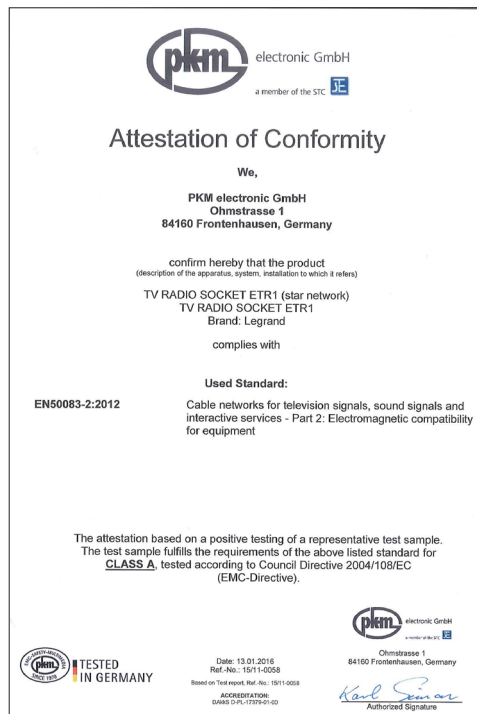 pkm
electronic GmbH
a member of the STC
Attestation of Conformity
We,
PKM electronic GmbH
Ohmstrasse 1
84160 Frontenhausen, Germany
confirm hereby that the product
(description of the apparatus, system, installation to which it refers)
TV RADIO SOCKET ETR1 (star network)
TV RADIO SOCKET ETR1
Brand: Legrand
complies with
Used Standard:
EN50083-2:2012
Cable networks for television signals, sound signals and
interactive services - Part 2: Electromagnetic compatibility
for equipment
The attestation based on a positive testing of a representative test sample.
The test sample fulfills the requirements of the above listed standard for
CLASS A, tested according to Council Directive 2004/108/EC
(EMC-Directive).
pkm
SINCE 1978
TESTED
IN GERMANY
Date: 13.01.2016
Ref.-No.: 15/11-0058
Based on Test report, Ref.-No.: 15/11-0058
ACCREDITATION:
DAkkS D-PL-17379-01-00
pkm
electronic GmbH
a member of the STC
Ohmstrasse 1
84160 Frontenhausen, Germany
Authorized Signature